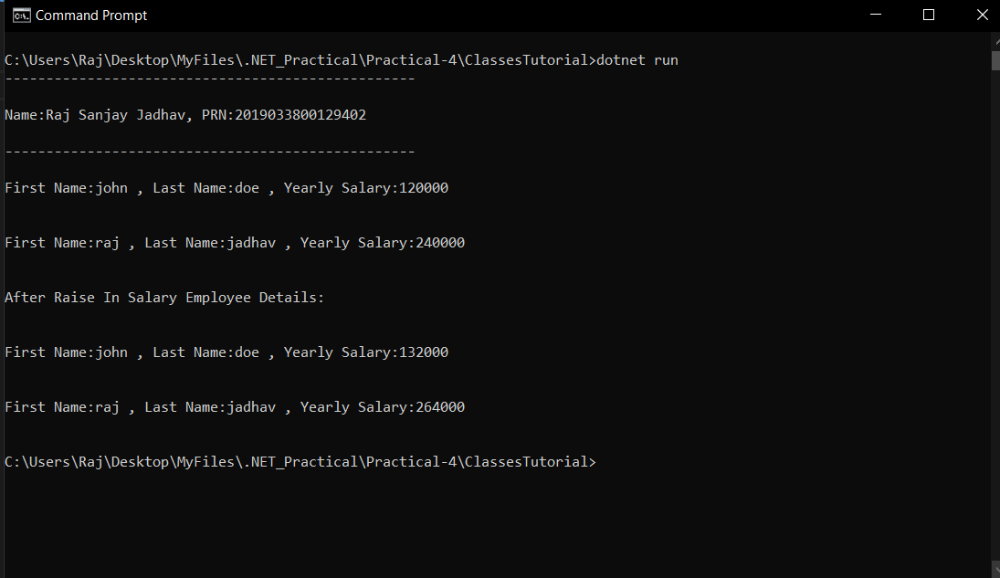 Command Prompt
C:\Users\Raj\Desktop\MyFiles\.NET_Practical\Practical-4\ClassesTutorial>dotnet run
--------------------------------------------------
Name:Raj Sanjay Jadhav, PRN:2019033800129402
--------------------------------------------------
First Name:john , Last Name:doe , Yearly Salary:120000
First Name:raj , Last Name:jadhav , Yearly Salary:240000
After Raise In Salary Employee Details:
First Name:john , Last Name:doe , Yearly Salary:132000
First Name:raj , Last Name:jadhav , Yearly Salary:264000
C:\Users\Raj\Desktop\MyFiles\.NET_Practical\Practical-4\ClassesTutorial>